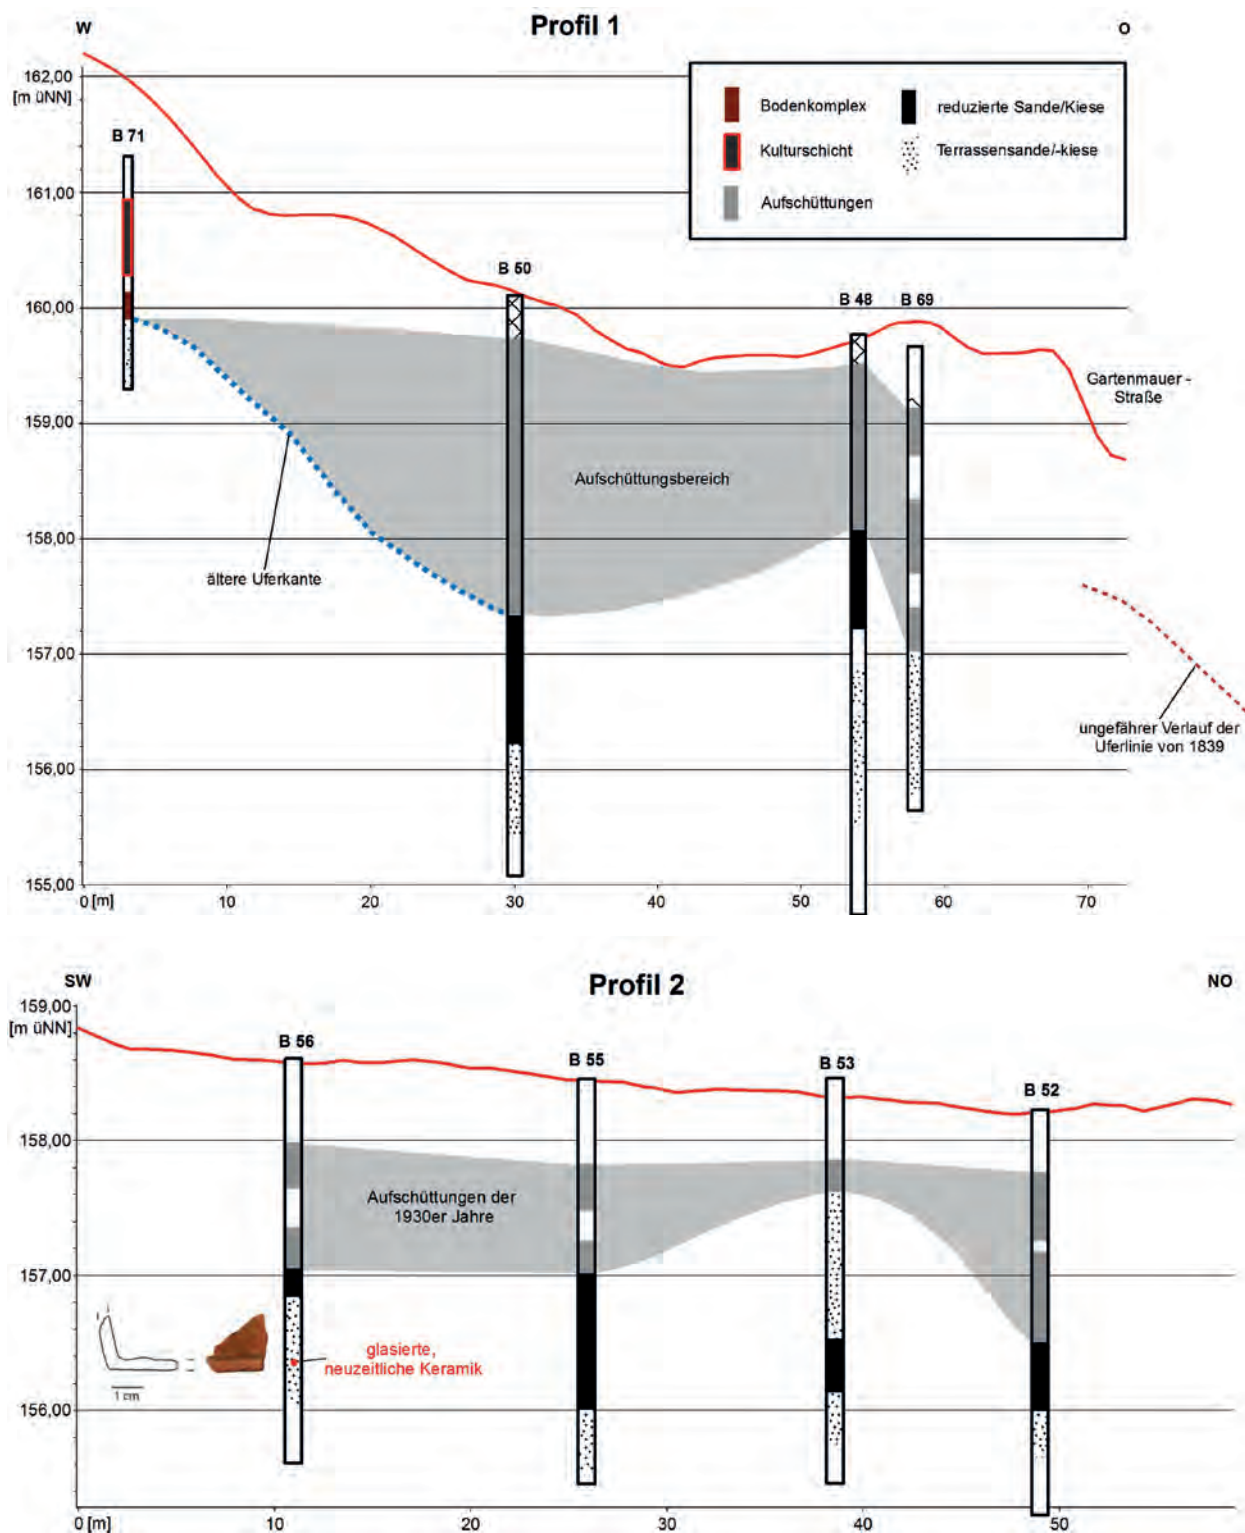 Profil 1
W
O
162,00
[m üNN]
161,00
160,00
159,00
158,00
157,00
156,00
155,00
B 71
B 50
B 48
B 69
Bodenkomplex
reduzierte Sande/Kiese
Kulturschicht
Terrassensande/-kiese
Aufschüttungen
Gartenmauer -
Straße
Aufschüttungsbereich
ältere Uferkante
ungefährer Verlauf der
Uferlinie von 1839
0 [m]
10
20
30
40
50
60
70
Profil 2
SW
NO
159,00
[m üNN]
158,00
157,00
156,00
B 56
B 55
B 53
B 52
Aufschüttungen der
1930er Jahre
glasierte,
neuzeitliche Keramik
1 cm
0 [m]
10
20
30
40
50